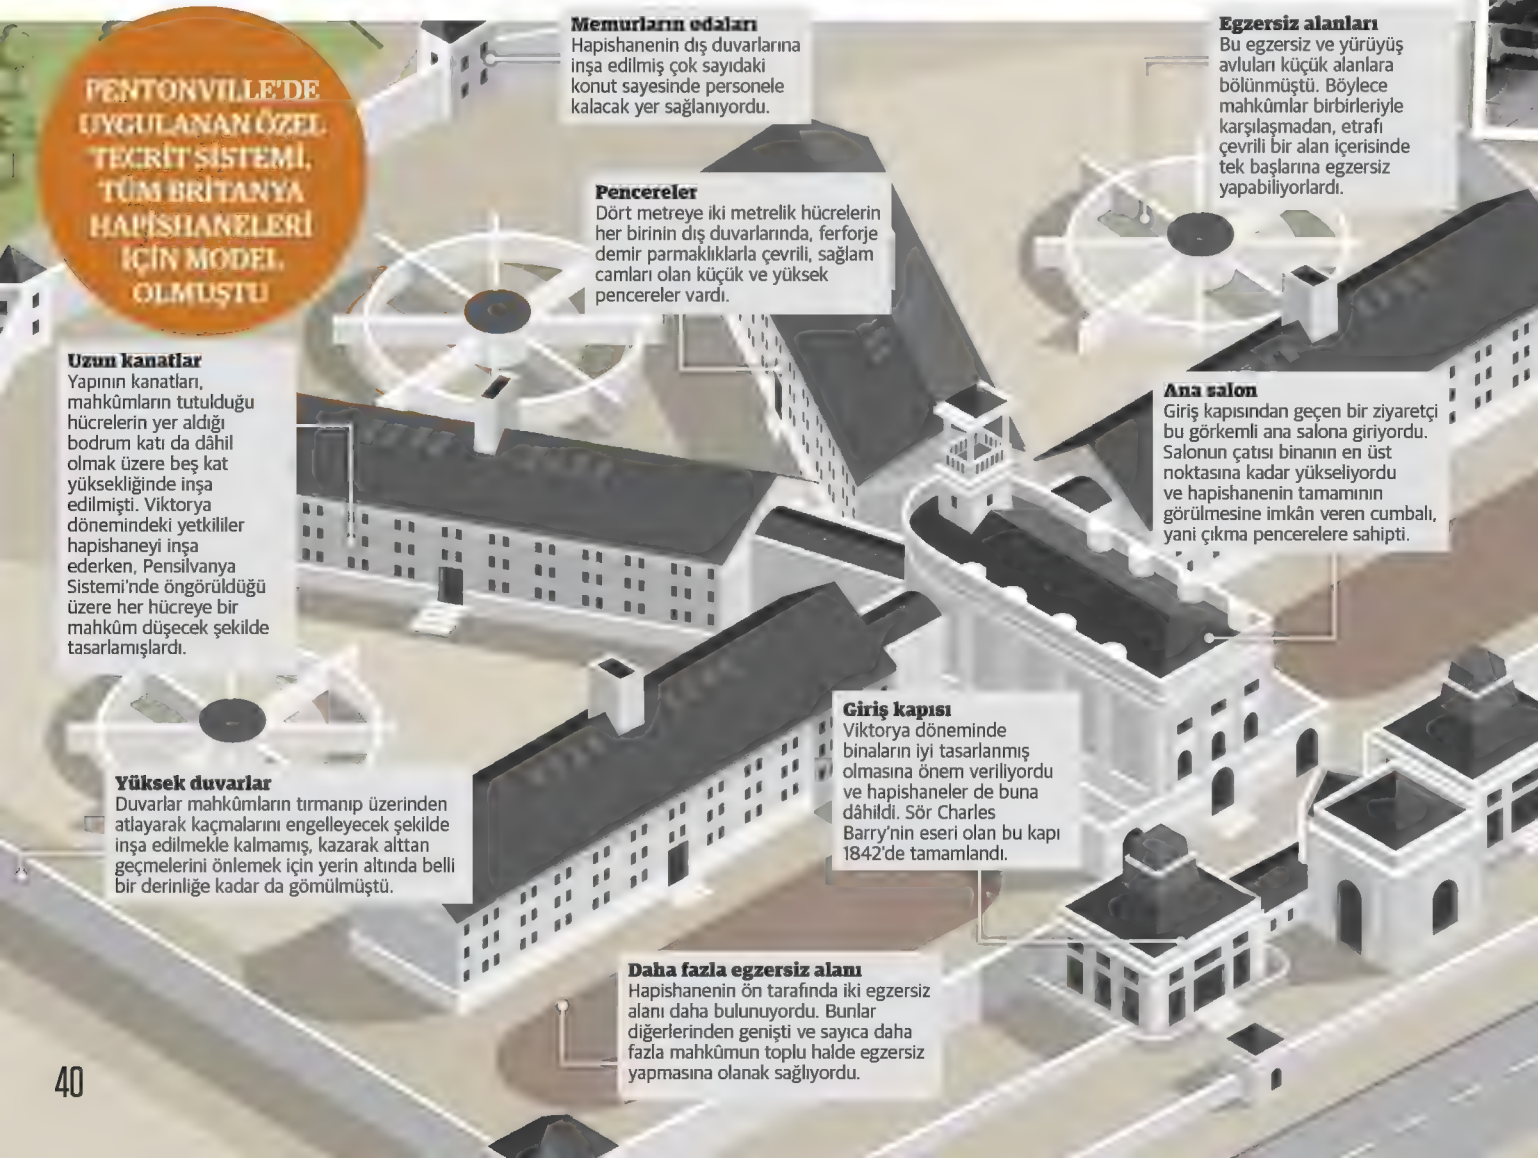 PENTONVILLE'DE
UYGULANAN ÖZEL
TECRİT SİSTEMİ,
TÜM BRİTANYA
HAPİSHANELERİ
İÇİN MODEL
OLMUŞTU
Memurların odaları
Hapishanenin dış duvarlarına
inşa edilmiş çok sayıdaki
konut sayesinde personele
kalacak yer sağlanıyordu.
Egzersiz alanları
Bu egzersiz ve yürüyüş
avluları küçük alanlara
bölünmüştü. Böylece
mahkûmlar birbirleriyle
karşılaşmadan, etrafı
çevrili bir alan içerisinde
tek başlarına egzersiz
yapabiliyorlardı.
Pencereler
Dört metreye iki metrelik hücrelerin
her birinin dış duvarlarında, ferforje
demir parmaklıklarla çevrili, sağlam
camları olan küçük ve yüksek
pencereler vardı.
Uzun kanatlar
Yapının kanatları,
mahkûmların tutulduğu
hücrelerin yer aldığı
bodrum katı da dâhil
olmak üzere beş kat
yüksekliğinde inşa
edilmişti. Viktorya
dönemindeki yetkililer
hapishaneyi inşa
ederken, Pensilvanya
Sistemi'nde öngörüldüğü
üzere her hücreye bir
mahkûm düşecek şekilde
tasarlamışlardı.
Ana salon
Giriş kapısından geçen bir ziyaretçi
bu görkemli ana salona giriyordu.
Salonun çatısı binanın en üst
noktasına kadar yükseliyordu
ve hapishanenin tamamının
görülmesine imkân veren cumbalı,
yani çıkma pencerelere sahipti.
Giriş kapısı
Viktorya döneminde
binaların iyi tasarlanmış
olmasına önem veriliyordu
ve hapishaneler de buna
dâhildi. Sör Charles
Barry'nin eseri olan bu kapı
1842'de tamamlandı.
Yüksek duvarlar
Duvarlar mahkûmların tırmanıp üzerinden
atlayarak kaçmalarını engelleyecek şekilde
inşa edilmekle kalmamış, kazarak alttan
geçmelerini önlemek için yerin altında belli
bir derinliğe kadar da gömülmüştü.
Daha fazla egzersiz alanı
Hapishanenin ön tarafında iki egzersiz
alanı daha bulunuyordu. Bunlar
diğerlerinden genişti ve sayıca daha
fazla mahkûmun toplu halde egzersiz
yapmasına olanak sağlıyordu.
40